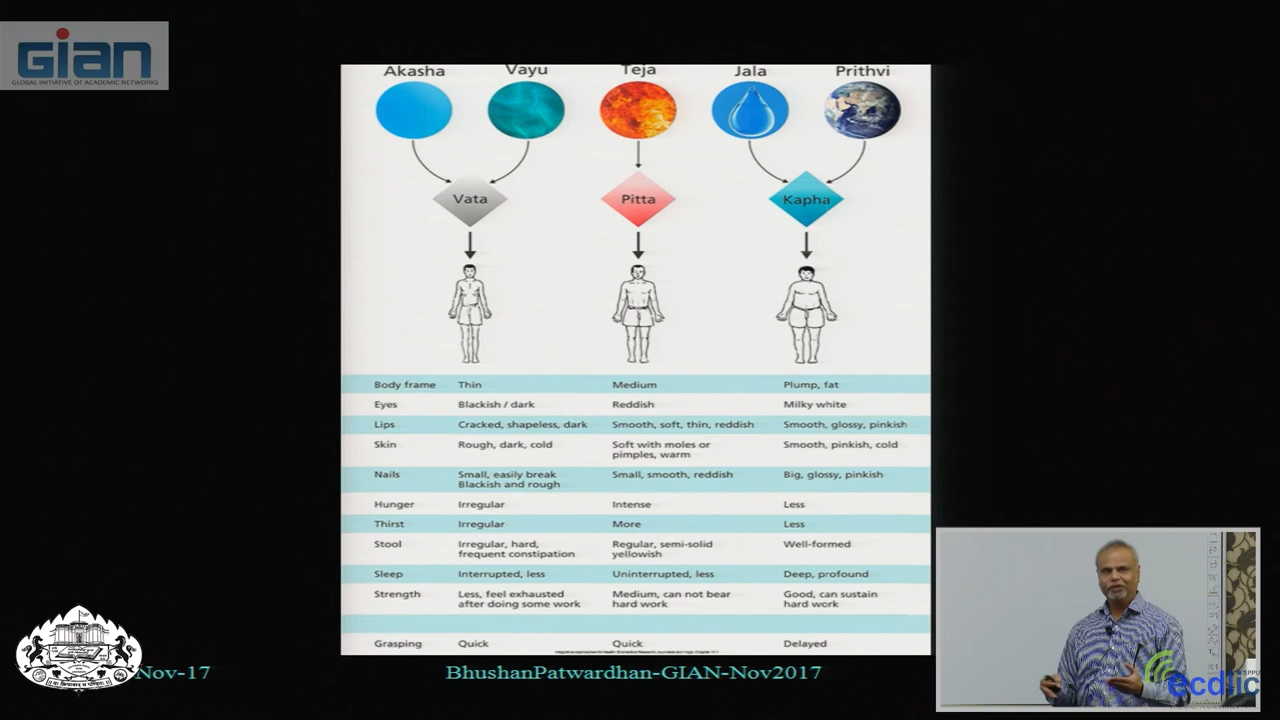 GIAN
GLOBAL INITIATIVE OF ACADEMIC NETWORKS
Akasha Vayu Teja Jala Prithvi
Vata Pitta Kapha
Body frame Thin Medium Plump, fat
Eyes Blackish / dark Reddish Milky white
Lips Cracked, shapeless, dark Smooth, soft, thin, reddish Smooth, glossy, pinkish
Skin Rough, dark, cold Soft with moles or Smooth, pinkish, cold
pimples, warm
Nails Small, easily break Small, smooth, reddish Big, glossy, pinkish
Blackish and rough
Hunger Irregular Intense Less
Thirst Irregular More Less
Stool Irregular, hard, Regular, semi-solid Well-formed
frequent constipation yellowish
Sleep Interrupted, less Uninterrupted, less Deep, profound
Strength Less, feel exhausted Medium, can not bear Good, can sustain
after doing some work hard work hard work
Grasping Quick Quick Delayed
Nov-17 BhushanPatwardhan-GIAN-Nov2017
SPPU
ecdlic